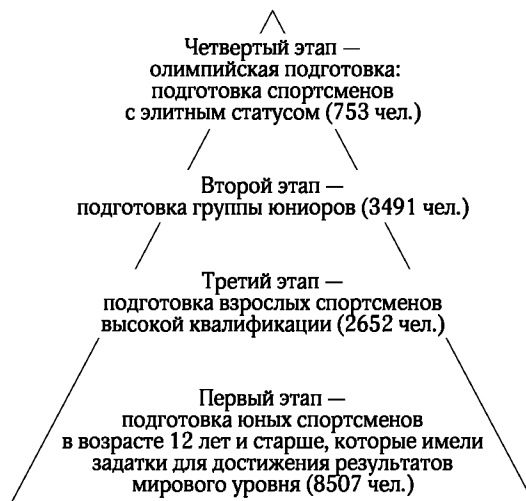 Четвертый этап —
олимпийская подготовка:
подготовка спортсменов
с элитным статусом (753 чел.)
Второй этап —
подготовка группы юниоров (3491 чел.)
Третий этап —
подготовка взрослых спортсменов
высокой квалификации (2652 чел.)
Первый этап —
подготовка юных спортсменов
в возрасте 12 лет и старше, которые имели
задатки для достижения результатов
мирового уровня (8507 чел.)